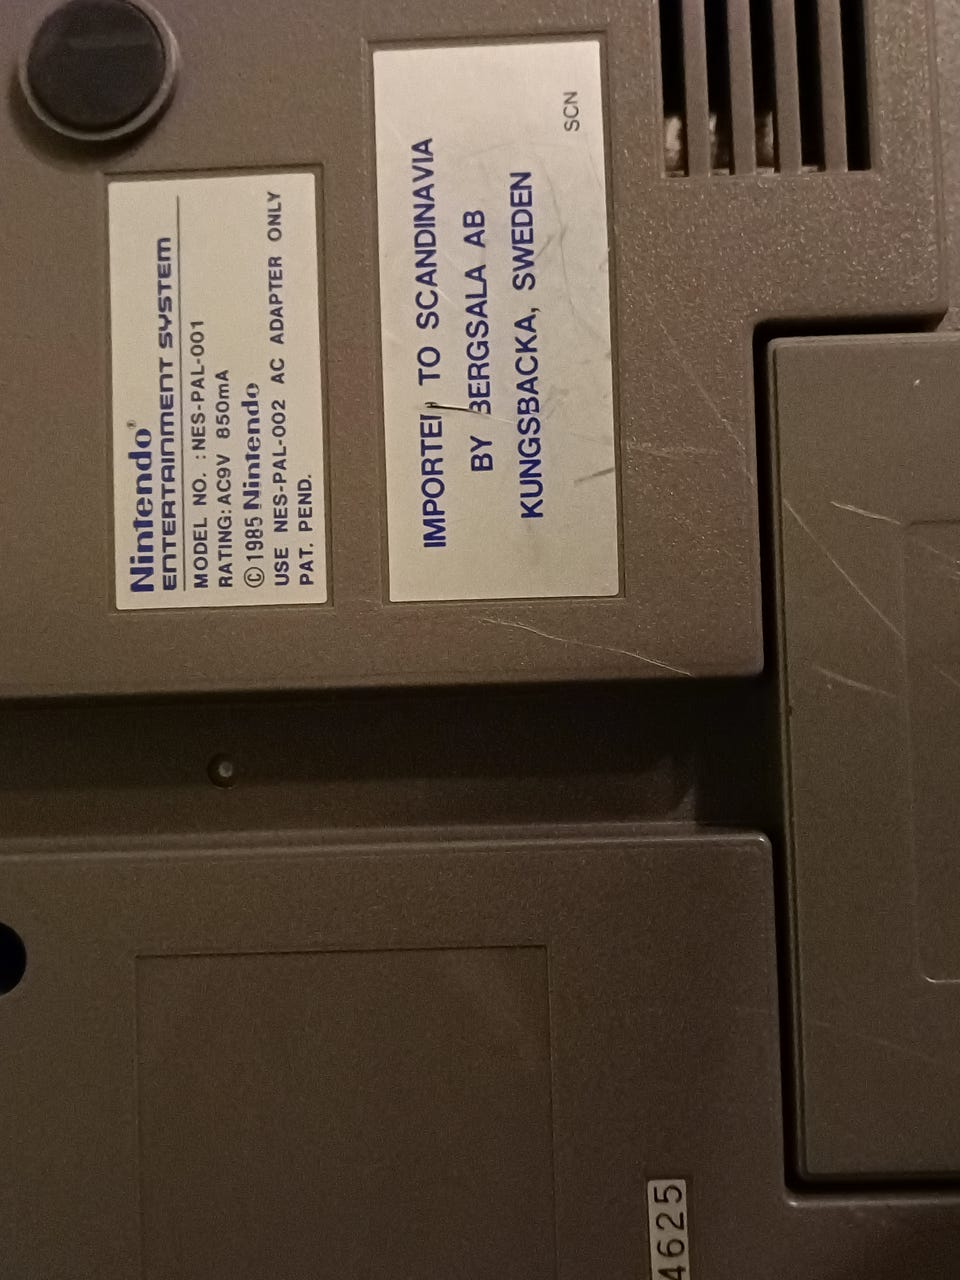 Nintendo®
ENTERTAINMENT SYSTEM
MODEL NO. : NES-PAL-001
RATING: AC9V 850mA
© 1985 Nintendo
USE NES-PAL-002 AC ADAPTER ONLY
PAT. PEND.
SCN
IMPORTED TO SCANDINAVIA
BY BERGSALA AB
KUNGSBACKA, SWEDEN
4625